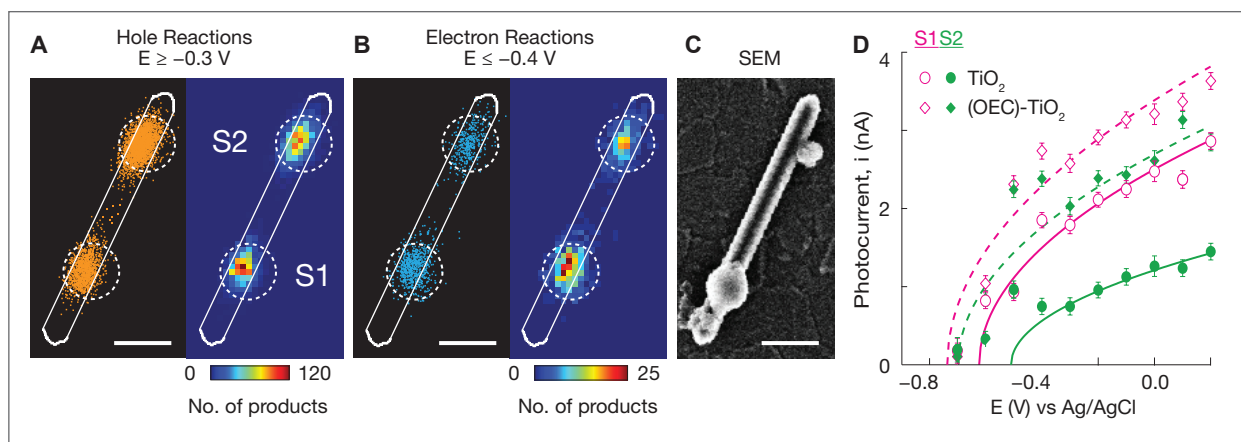 A
Hole Reactions
E ≥ −0.3 V
B
Electron Reactions
E ≤ −0.4 V
C
SEM
D
S1S2
TiO₂
(OEC)-TiO₂
S2
S1
0 120
No. of products
0 25
No. of products
4
2
0
Photocurrent, i (nA)
−0.8 −0.4 0.0
E (V) vs Ag/AgCl